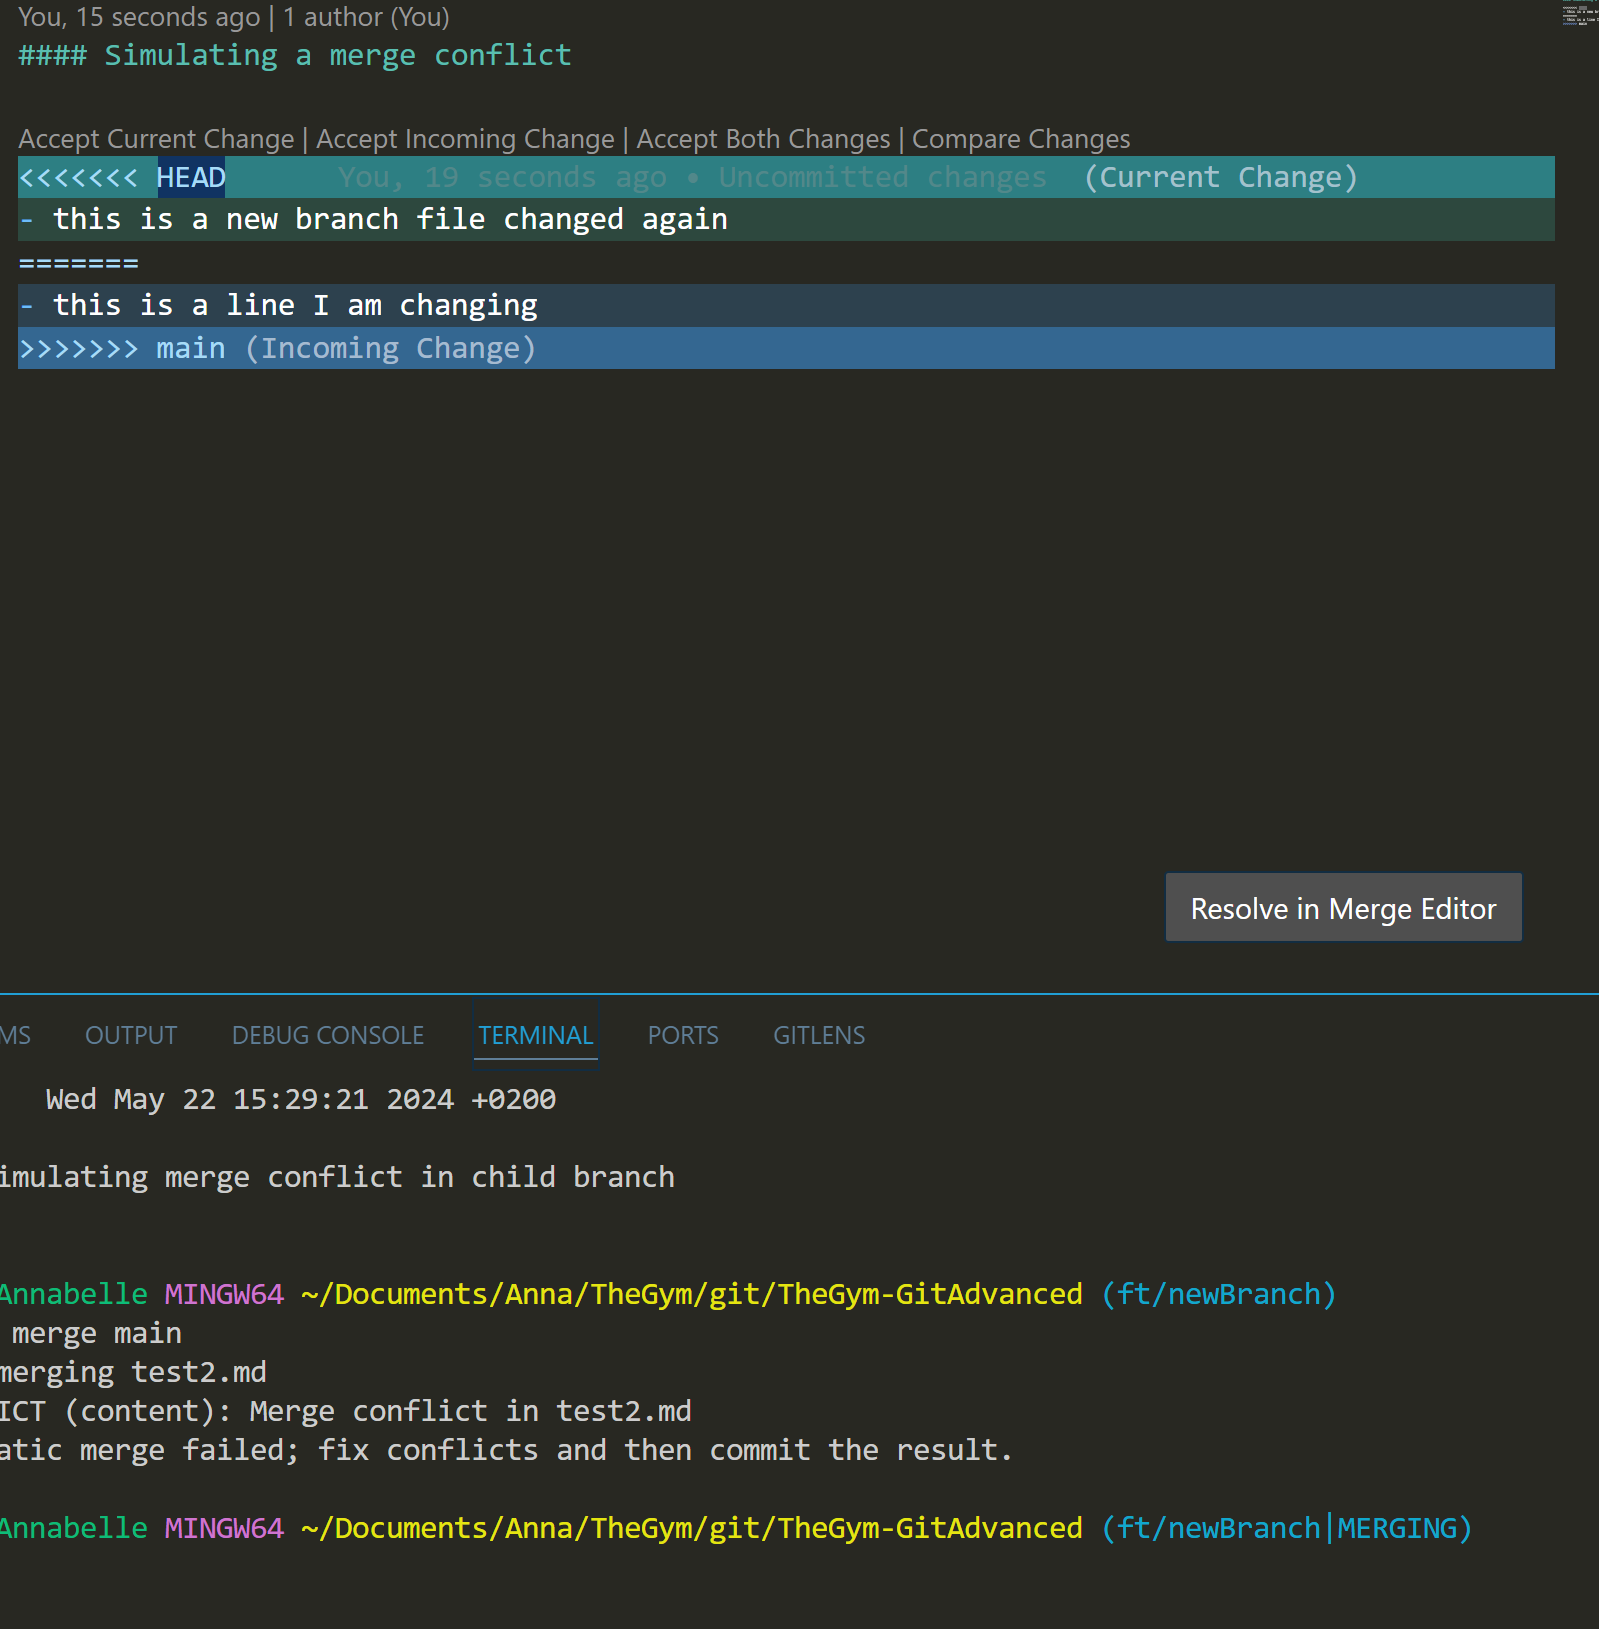 You, 15 seconds ago | 1 author (You)
#### Simulating a merge conflict
Accept Current Change | Accept Incoming Change | Accept Both Changes | Compare Changes
<<<<<<< HEAD You, 19 seconds ago • Uncommitted changes (Current Change)
- this is a new branch file changed again
=======
- this is a line I am changing
>>>>>>> main (Incoming Change)
Resolve in Merge Editor
MS OUTPUT DEBUG CONSOLE TERMINAL PORTS GITLENS
Wed May 22 15:29:21 2024 +0200
imulating merge conflict in child branch
Annabelle MINGW64 ~/Documents/Anna/TheGym/git/TheGym-GitAdvanced (ft/newBranch)
merge main
merging test2.md
ICT (content): Merge conflict in test2.md
atic merge failed; fix conflicts and then commit the result.
Annabelle MINGW64 ~/Documents/Anna/TheGym/git/TheGym-GitAdvanced (ft/newBranch|MERGING)